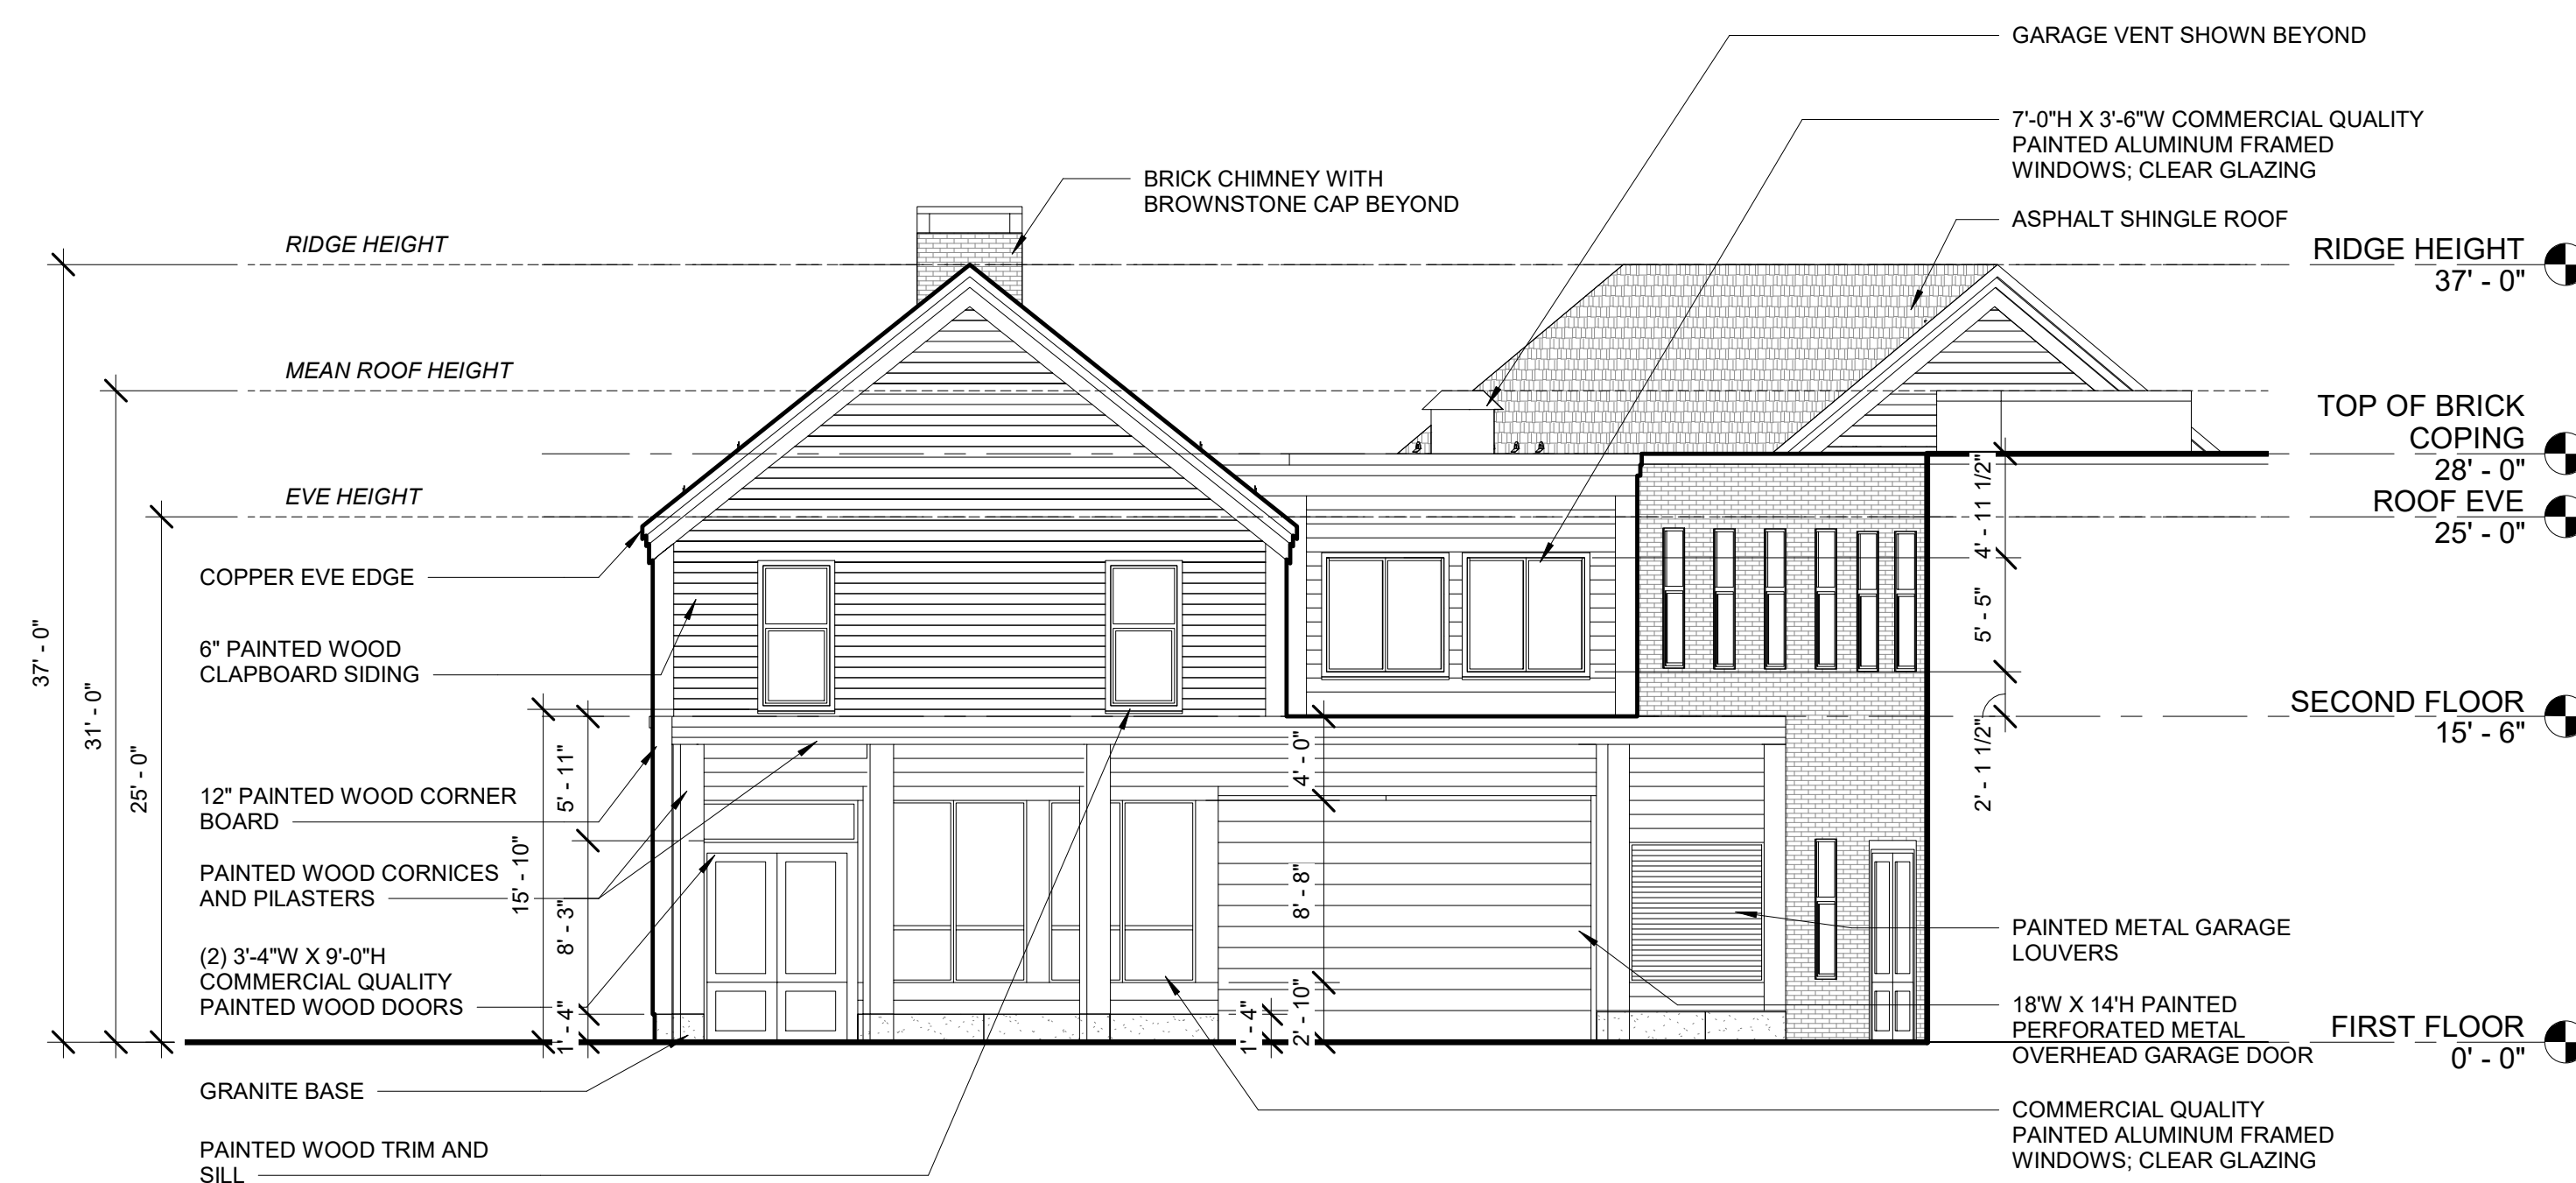 GARAGE VENT SHOWN BEYOND
7'-0"H X 3'-6"W COMMERCIAL QUALITY
PAINTED ALUMINUM FRAMED
WINDOWS; CLEAR GLAZING
BRICK CHIMNEY WITH
BROWNSTONE CAP BEYOND
ASPHALT SHINGLE ROOF
RIDGE HEIGHT
RIDGE HEIGHT
37' - 0"
MEAN ROOF HEIGHT
TOP OF BRICK
COPING
28' - 0"
EVE HEIGHT
ROOF EVE
25' - 0"
4' - 11 1/2"
5' - 5"
2' - 1 1/2"
COPPER EVE EDGE
6" PAINTED WOOD
CLAPBOARD SIDING
37' - 0"
31' - 0"
25' - 0"
SECOND FLOOR
15' - 6"
12" PAINTED WOOD CORNER
BOARD
PAINTED WOOD CORNICES
AND PILASTERS
15' - 10"
5' - 11"
8' - 3"
1' - 4"
4' - 0"
8' - 8"
2' - 10"
1' - 4"
(2) 3'-4"W X 9'-0"H
COMMERCIAL QUALITY
PAINTED WOOD DOORS
PAINTED METAL GARAGE
LOUVERS
18'W X 14'H PAINTED
PERFORATED METAL
OVERHEAD GARAGE DOOR
FIRST FLOOR
0' - 0"
GRANITE BASE
COMMERCIAL QUALITY
PAINTED ALUMINUM FRAMED
WINDOWS; CLEAR GLAZING
PAINTED WOOD TRIM AND
SILL